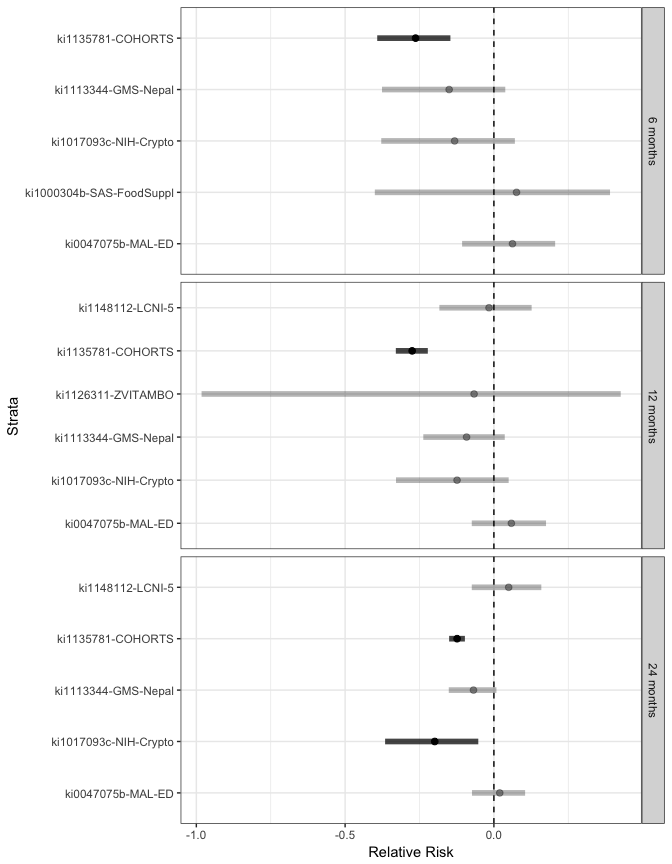 ki1135781-COHORTS
ki1113344-GMS-Nepal
ki1017093c-NIH-Crypto
ki1000304b-SAS-FoodSuppl
ki0047075b-MAL-ED
6 months
ki1148112-LCNI-5
ki1135781-COHORTS
ki1126311-ZVITAMBO
ki1113344-GMS-Nepal
ki1017093c-NIH-Crypto
ki0047075b-MAL-ED
12 months
ki1148112-LCNI-5
ki1135781-COHORTS
ki1113344-GMS-Nepal
ki1017093c-NIH-Crypto
ki0047075b-MAL-ED
24 months
Strata
-1.0 -0.5 0.0
Relative Risk